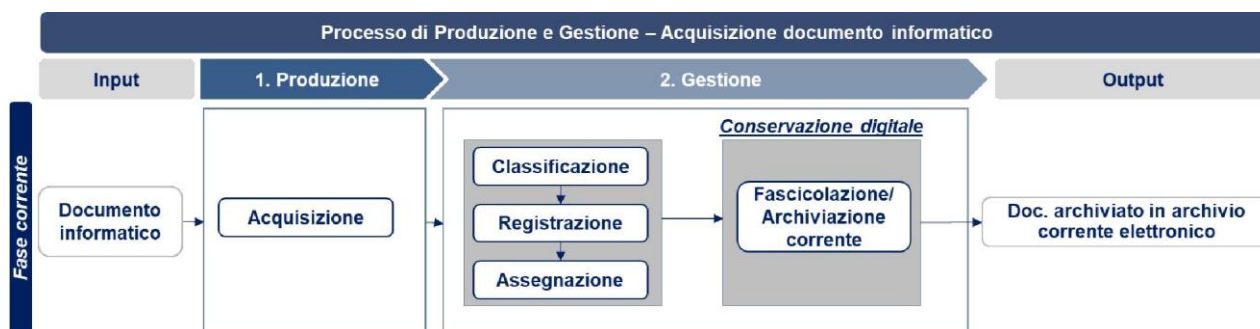 Processo di Produzione e Gestione – Acquisizione documento informatico
Input
1. Produzione
2. Gestione
Output
Fase corrente
Documento
informatico
Acquisizione
Classificazione
Registrazione
Assegnazione
Conservazione digitale
Fascicolazione/
Archiviazione
corrente
Doc. archiviato in archivio
corrente elettronico